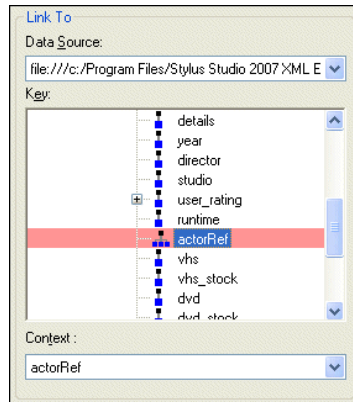 Link To
Data Source:
file:///c:/Program Files/Stylus Studio 2007 XML E
Key:
details
year
director
studio
user_rating
runtime
actorRef
vhs
vhs_stock
dvd
dvd_stock
Context :
actorRef